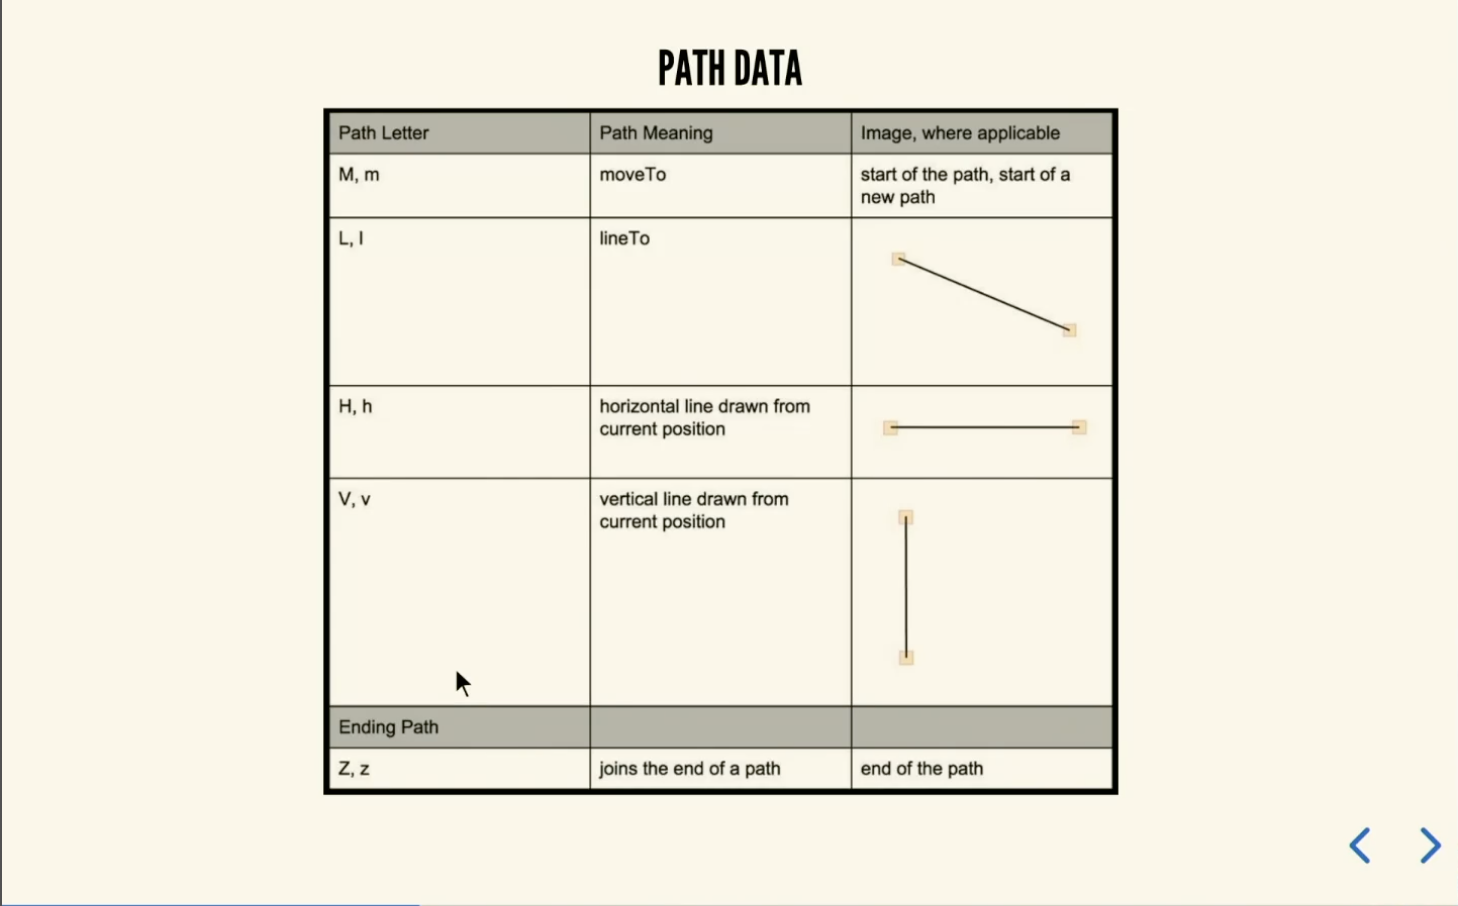 PATH DATA
Path Letter
Path Meaning
Image, where applicable
M, m
moveTo
start of the path, start of a
new path
L, l
lineTo
H, h
horizontal line drawn from
current position
V, v
vertical line drawn from
current position
Ending Path
Z, z
joins the end of a path
end of the path